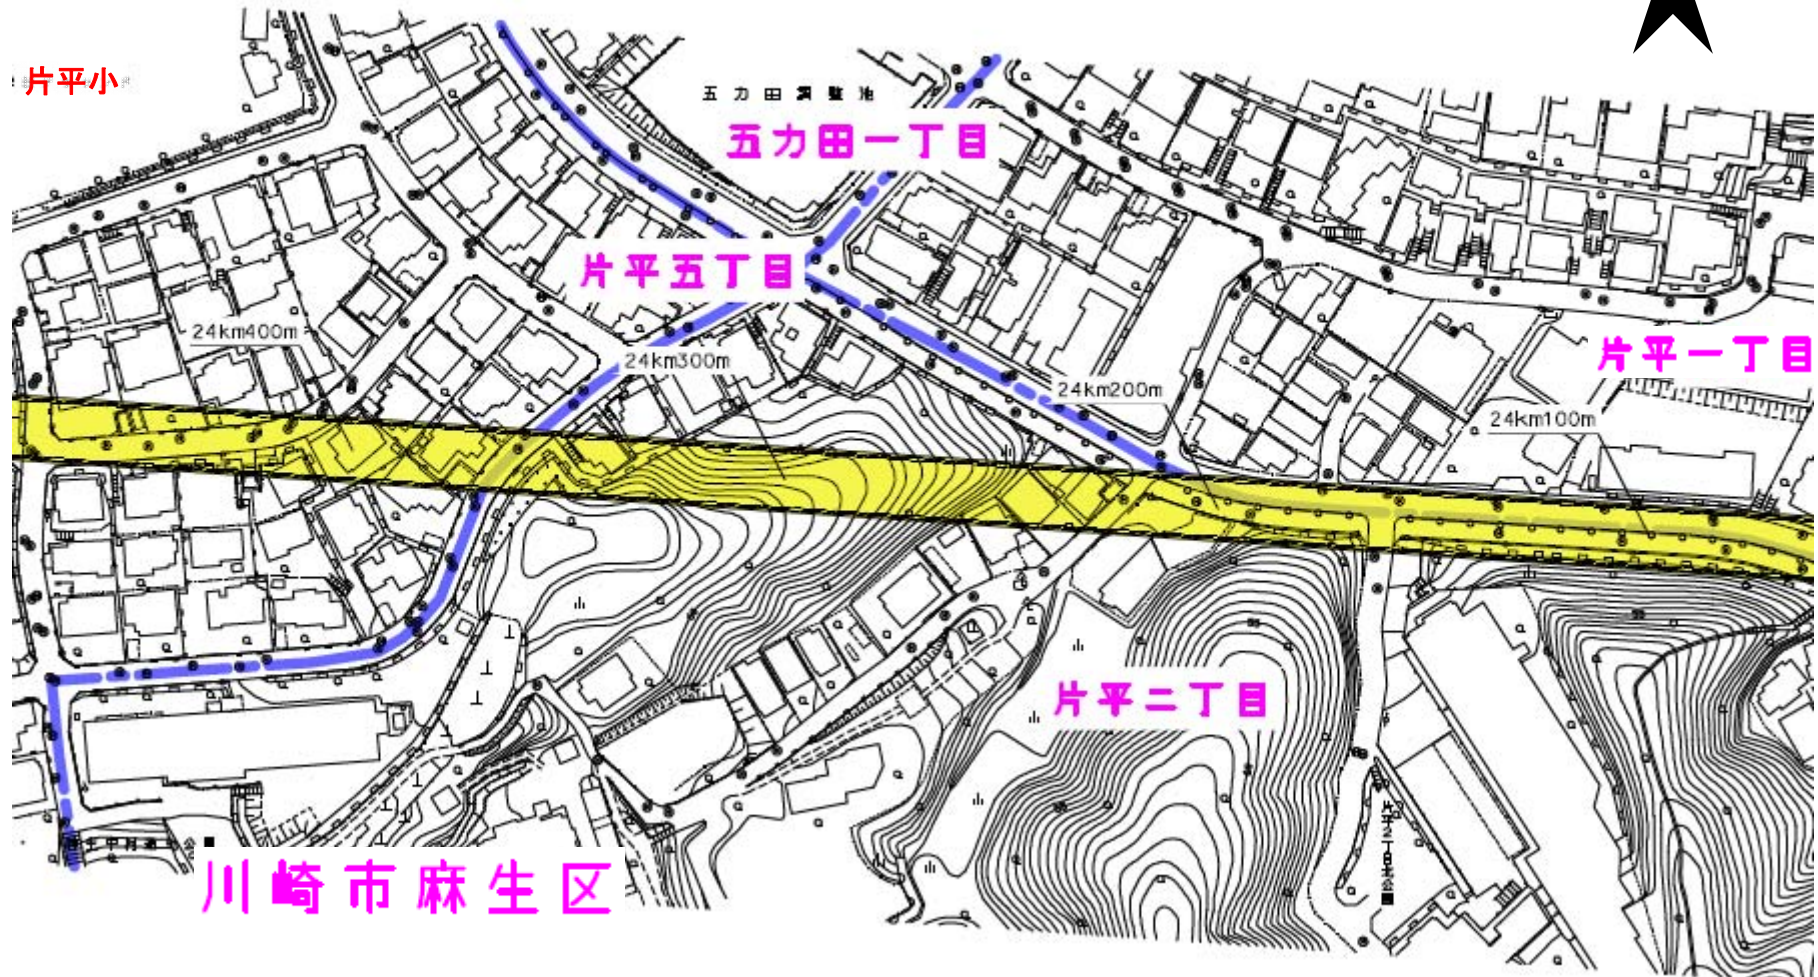 片平小
五力田調整池
五力田一丁目
片平五丁目
24km400m
24km300m
片平一丁目
24km200m
24km100m
片平二丁目
川崎市麻生区